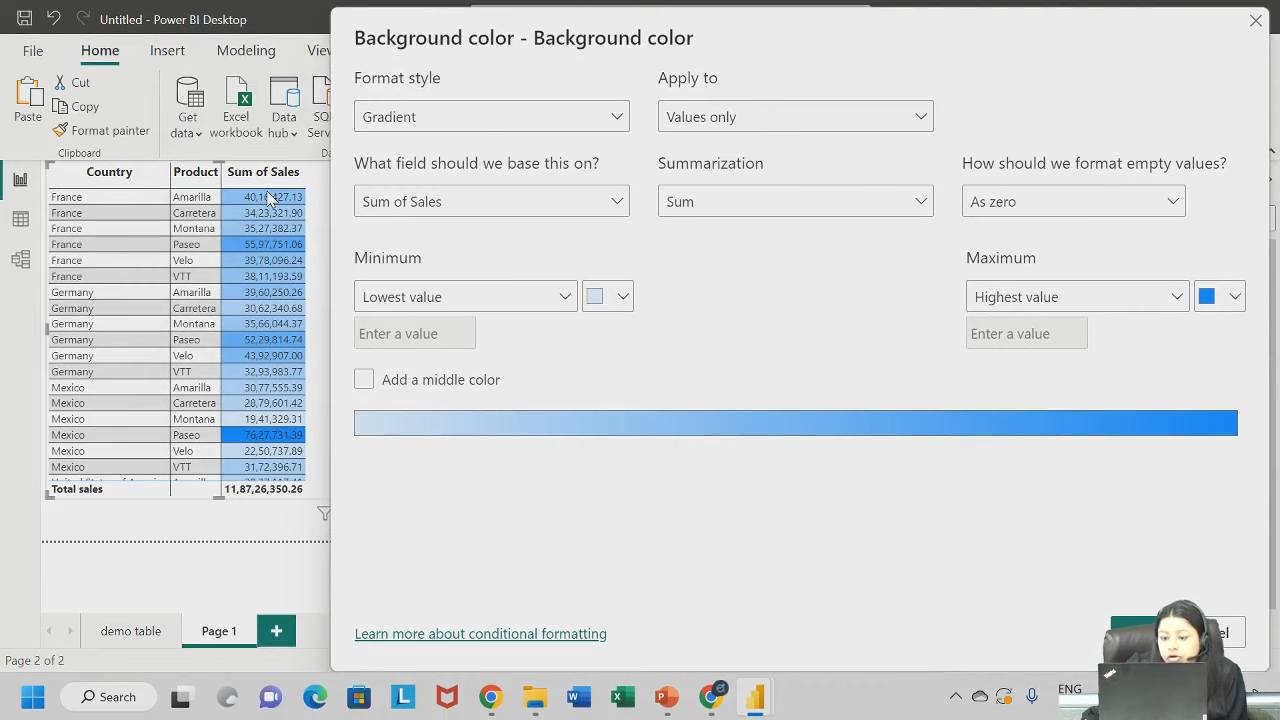 Untitled - Power BI Desktop
File Home Insert Modeling
Paste
Cut
Copy
Format painter
Clipboard
Get data
Excel workbook
Data hub
Country Product Sum of Sales
France Amarilla
France Carretera 34,23,321.90
France Montana 35,27,382.37
France Paseo 55,97,751.06
France Velo 39,78,096.24
France VTT 38,11,193.59
Germany Amarilla 39,60,250.26
Germany Carretera 30,62,340.68
Germany Montana 35,66,044.37
Germany Paseo 52,29,814.74
Germany Velo 43,92,907.00
Germany VTT 32,93,983.77
Mexico Amarilla 30,77,555.39
Mexico Carretera 28,79,601.42
Mexico Montana 19,41,329.31
Mexico Paseo 76,27,731.39
Mexico Velo 22,50,737.89
Mexico VTT 31,72,396.71
Total sales 11,87,26,350.26
demo table Page 1
Page 2 of 2
Background color - Background color
Format style Apply to
Gradient Values only
What field should we base this on? Summarization How should we format empty values?
Sum of Sales Sum As zero
Minimum Maximum
Lowest value Highest value
Enter a value Enter a value
Add a middle color
Learn more about conditional formatting
Search
ENG